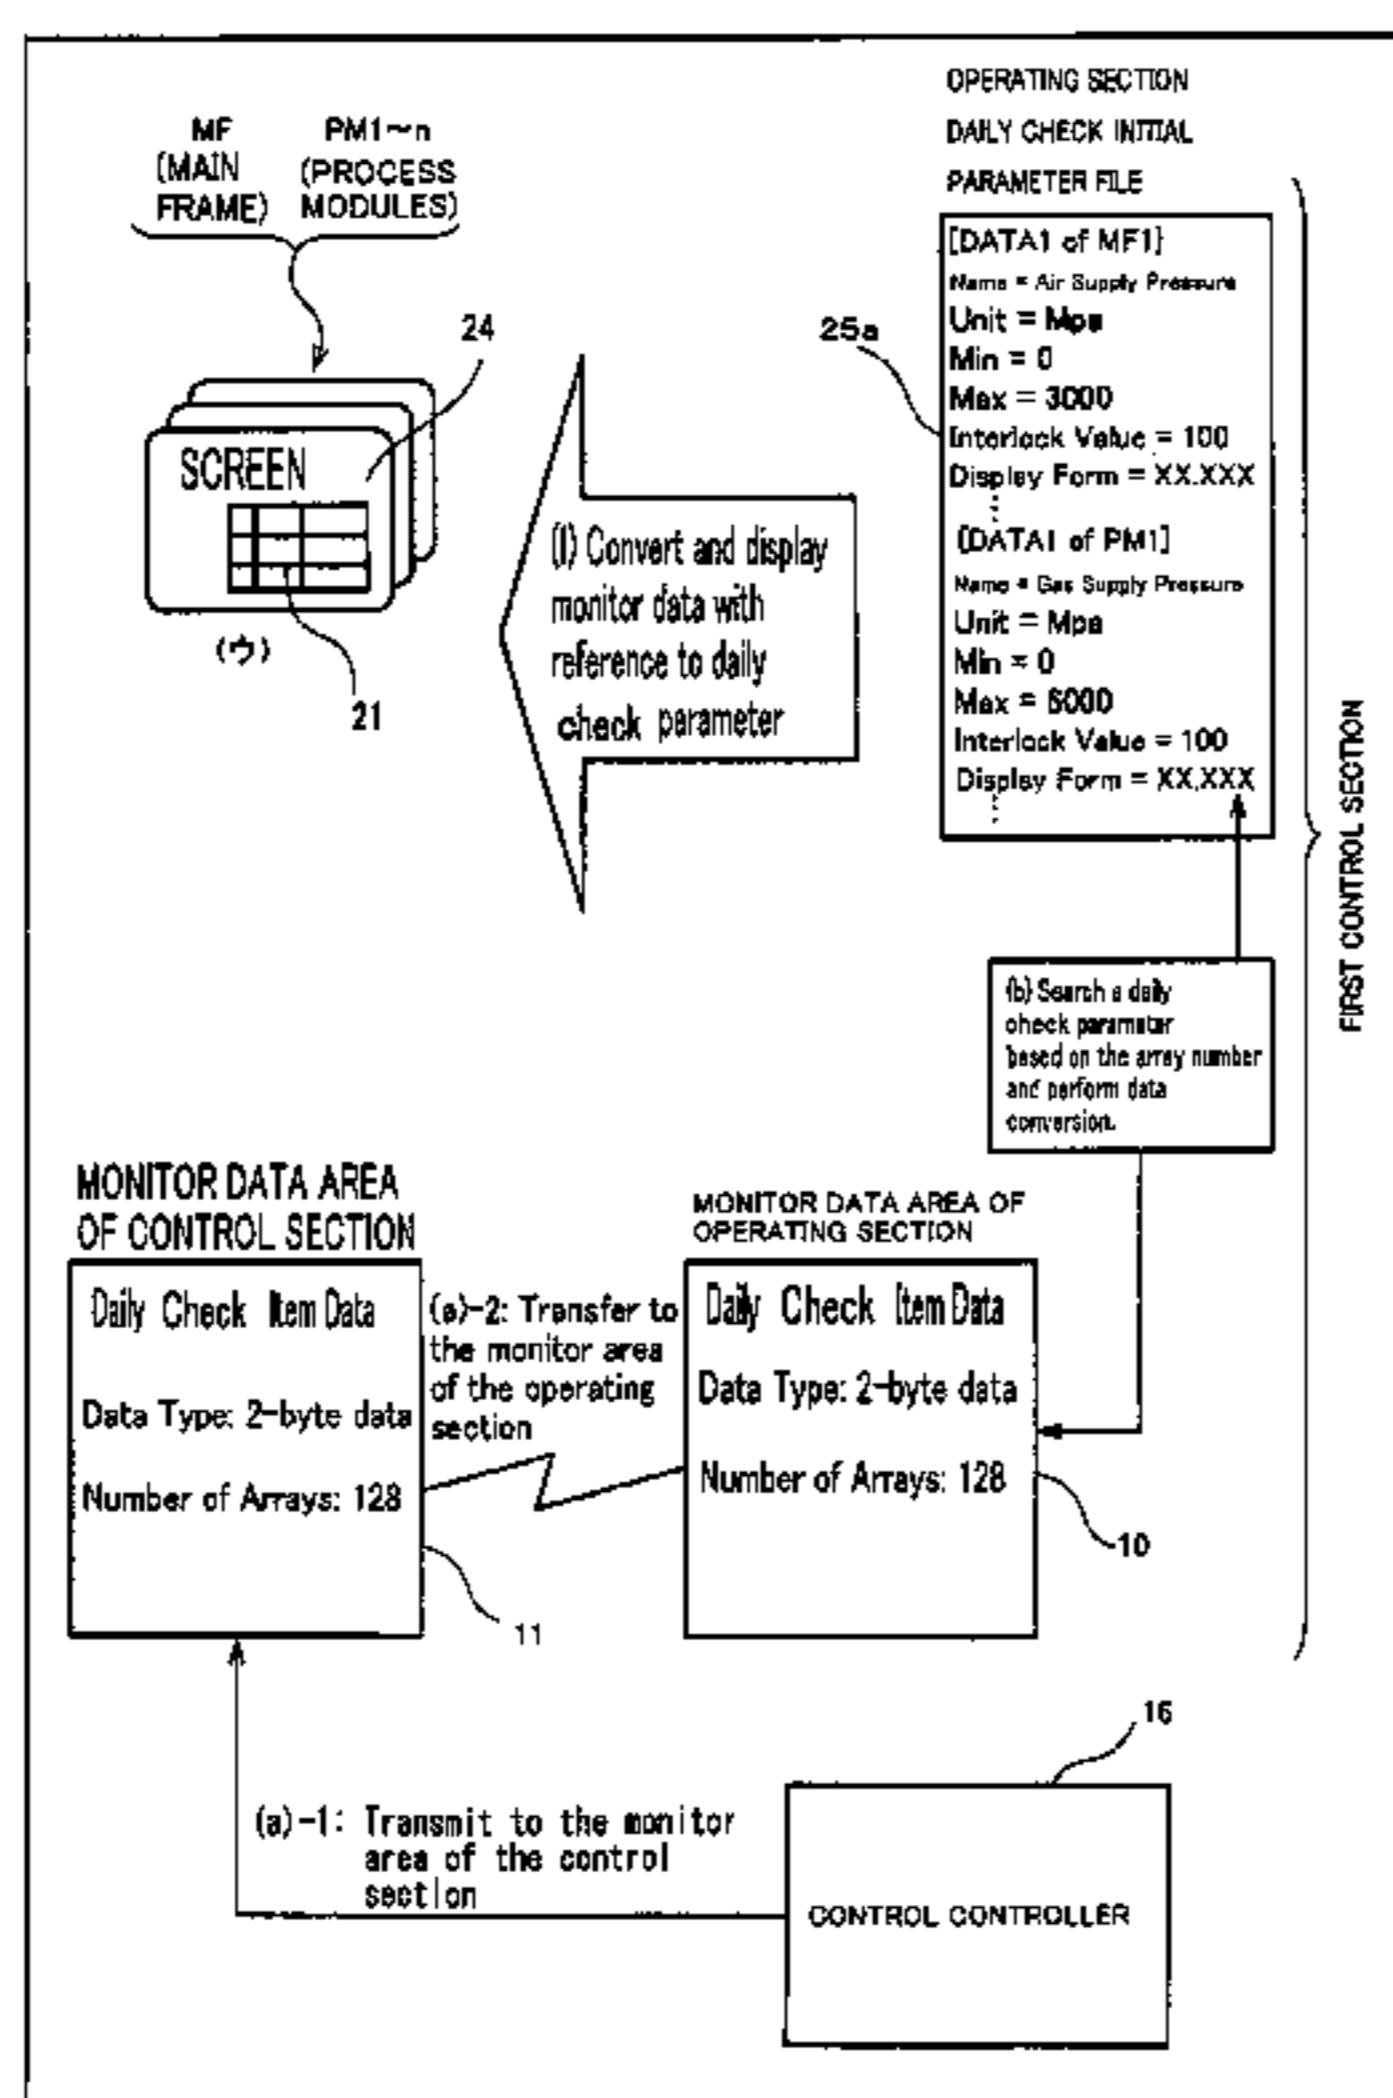 OPERATING SECTION
DAILY CHECK INITIAL
PARAMETER FILE
MF
(MAIN
FRAME)
PM1~n
(PROCESS
MODULES)
24
SCREEN
(ウ)
21
25a
[DATA1 of MF1}
Name = Air Supply Pressure
Unit = Mpa
Min = 0
Max = 3000
Interlock Value = 100
Display Form = XX.XXX
[DATA1 of PM1]
Name = Gas Supply Pressure
Unit = Mpa
Min = 0
Max = 6000
Interlock Value = 100
Display Form = XX.XXX
(I) Convert and display
monitor data with
reference to daily
check parameter
FIRST CONTROL SECTION
(b) Search a daily
check parameter
based on the array number
and perform data
conversion.
MONITOR DATA AREA
OF CONTROL SECTION
Daily Check Item Data
Data Type: 2-byte data
Number of Arrays: 128
11
(a)-2: Transfer to
the monitor area
of the operating
section
MONITOR DATA AREA OF
OPERATING SECTION
Daily Check Item Data
Data Type: 2-byte data
Number of Arrays: 128
10
16
(a)-1: Transmit to the monitor
area of the control
section
CONTROL CONTROLLER